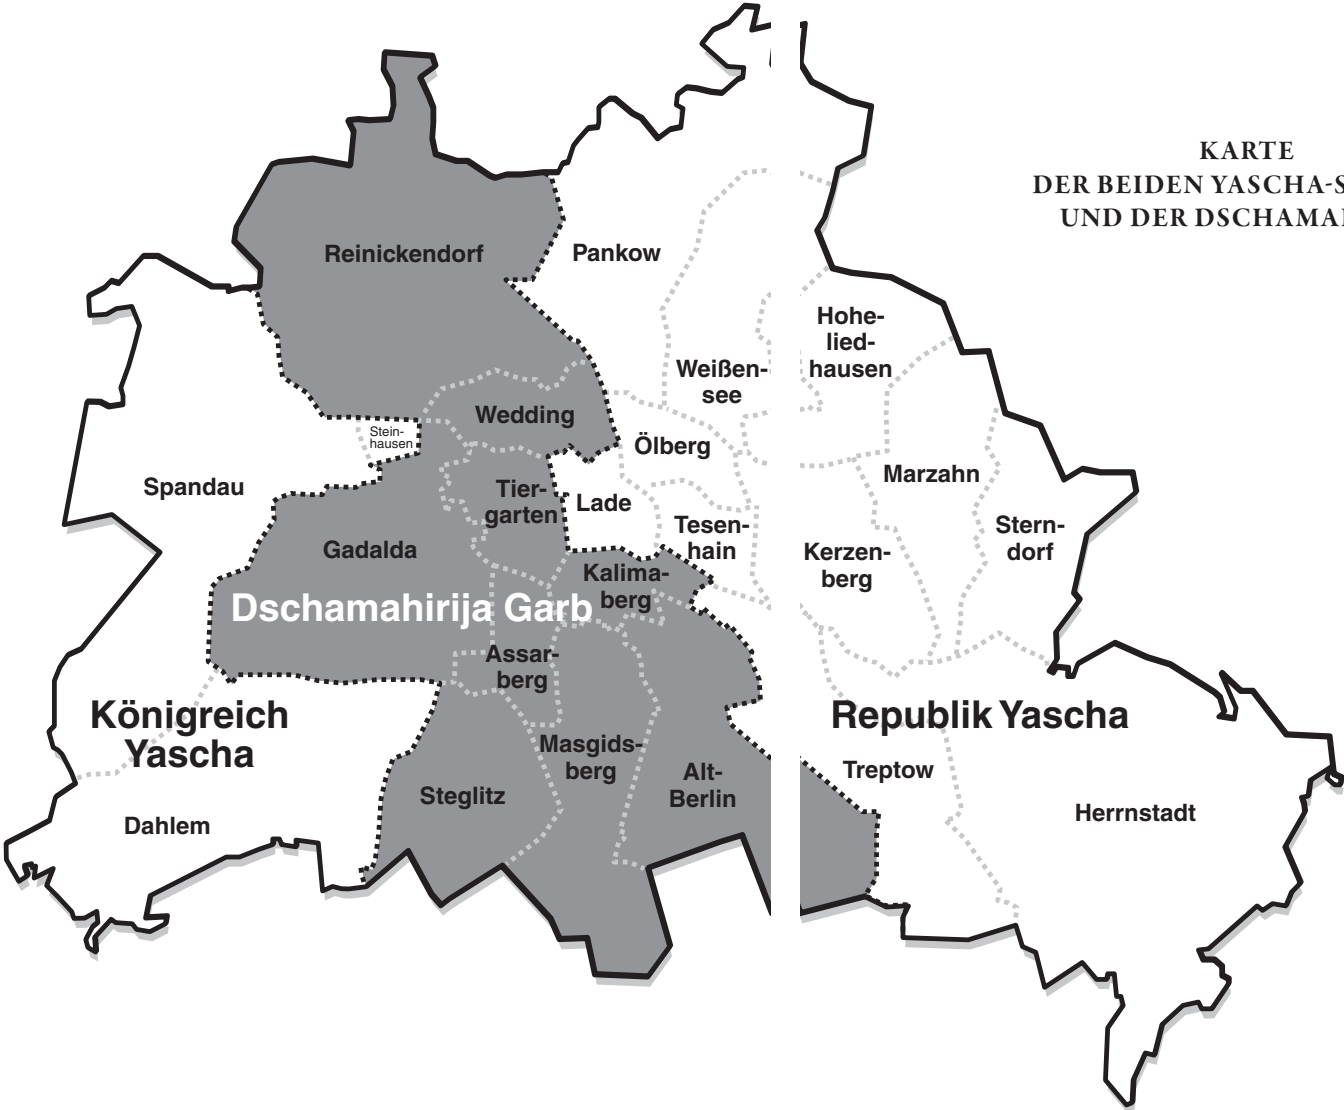 KARTE
DER BEIDEN YASCHA-S
UND DER DSCHAMA
Reinickendorf
Pankow
Hohe-
lied-
hausen
Weißen-
see
Wedding
Stein-
hausen
Ölberg
Spandau
Marzahn
Tier-
garten
Lade
Tesen-
hain
Stern-
dorf
Gadalda
Kerzen-
berg
Kalima-
berg
Dschamahirija Garb
Assar-
berg
Königreich
Yascha
Republik Yascha
Masgids-
berg
Treptow
Alt-
Berlin
Steglitz
Herrnstadt
Dahlem